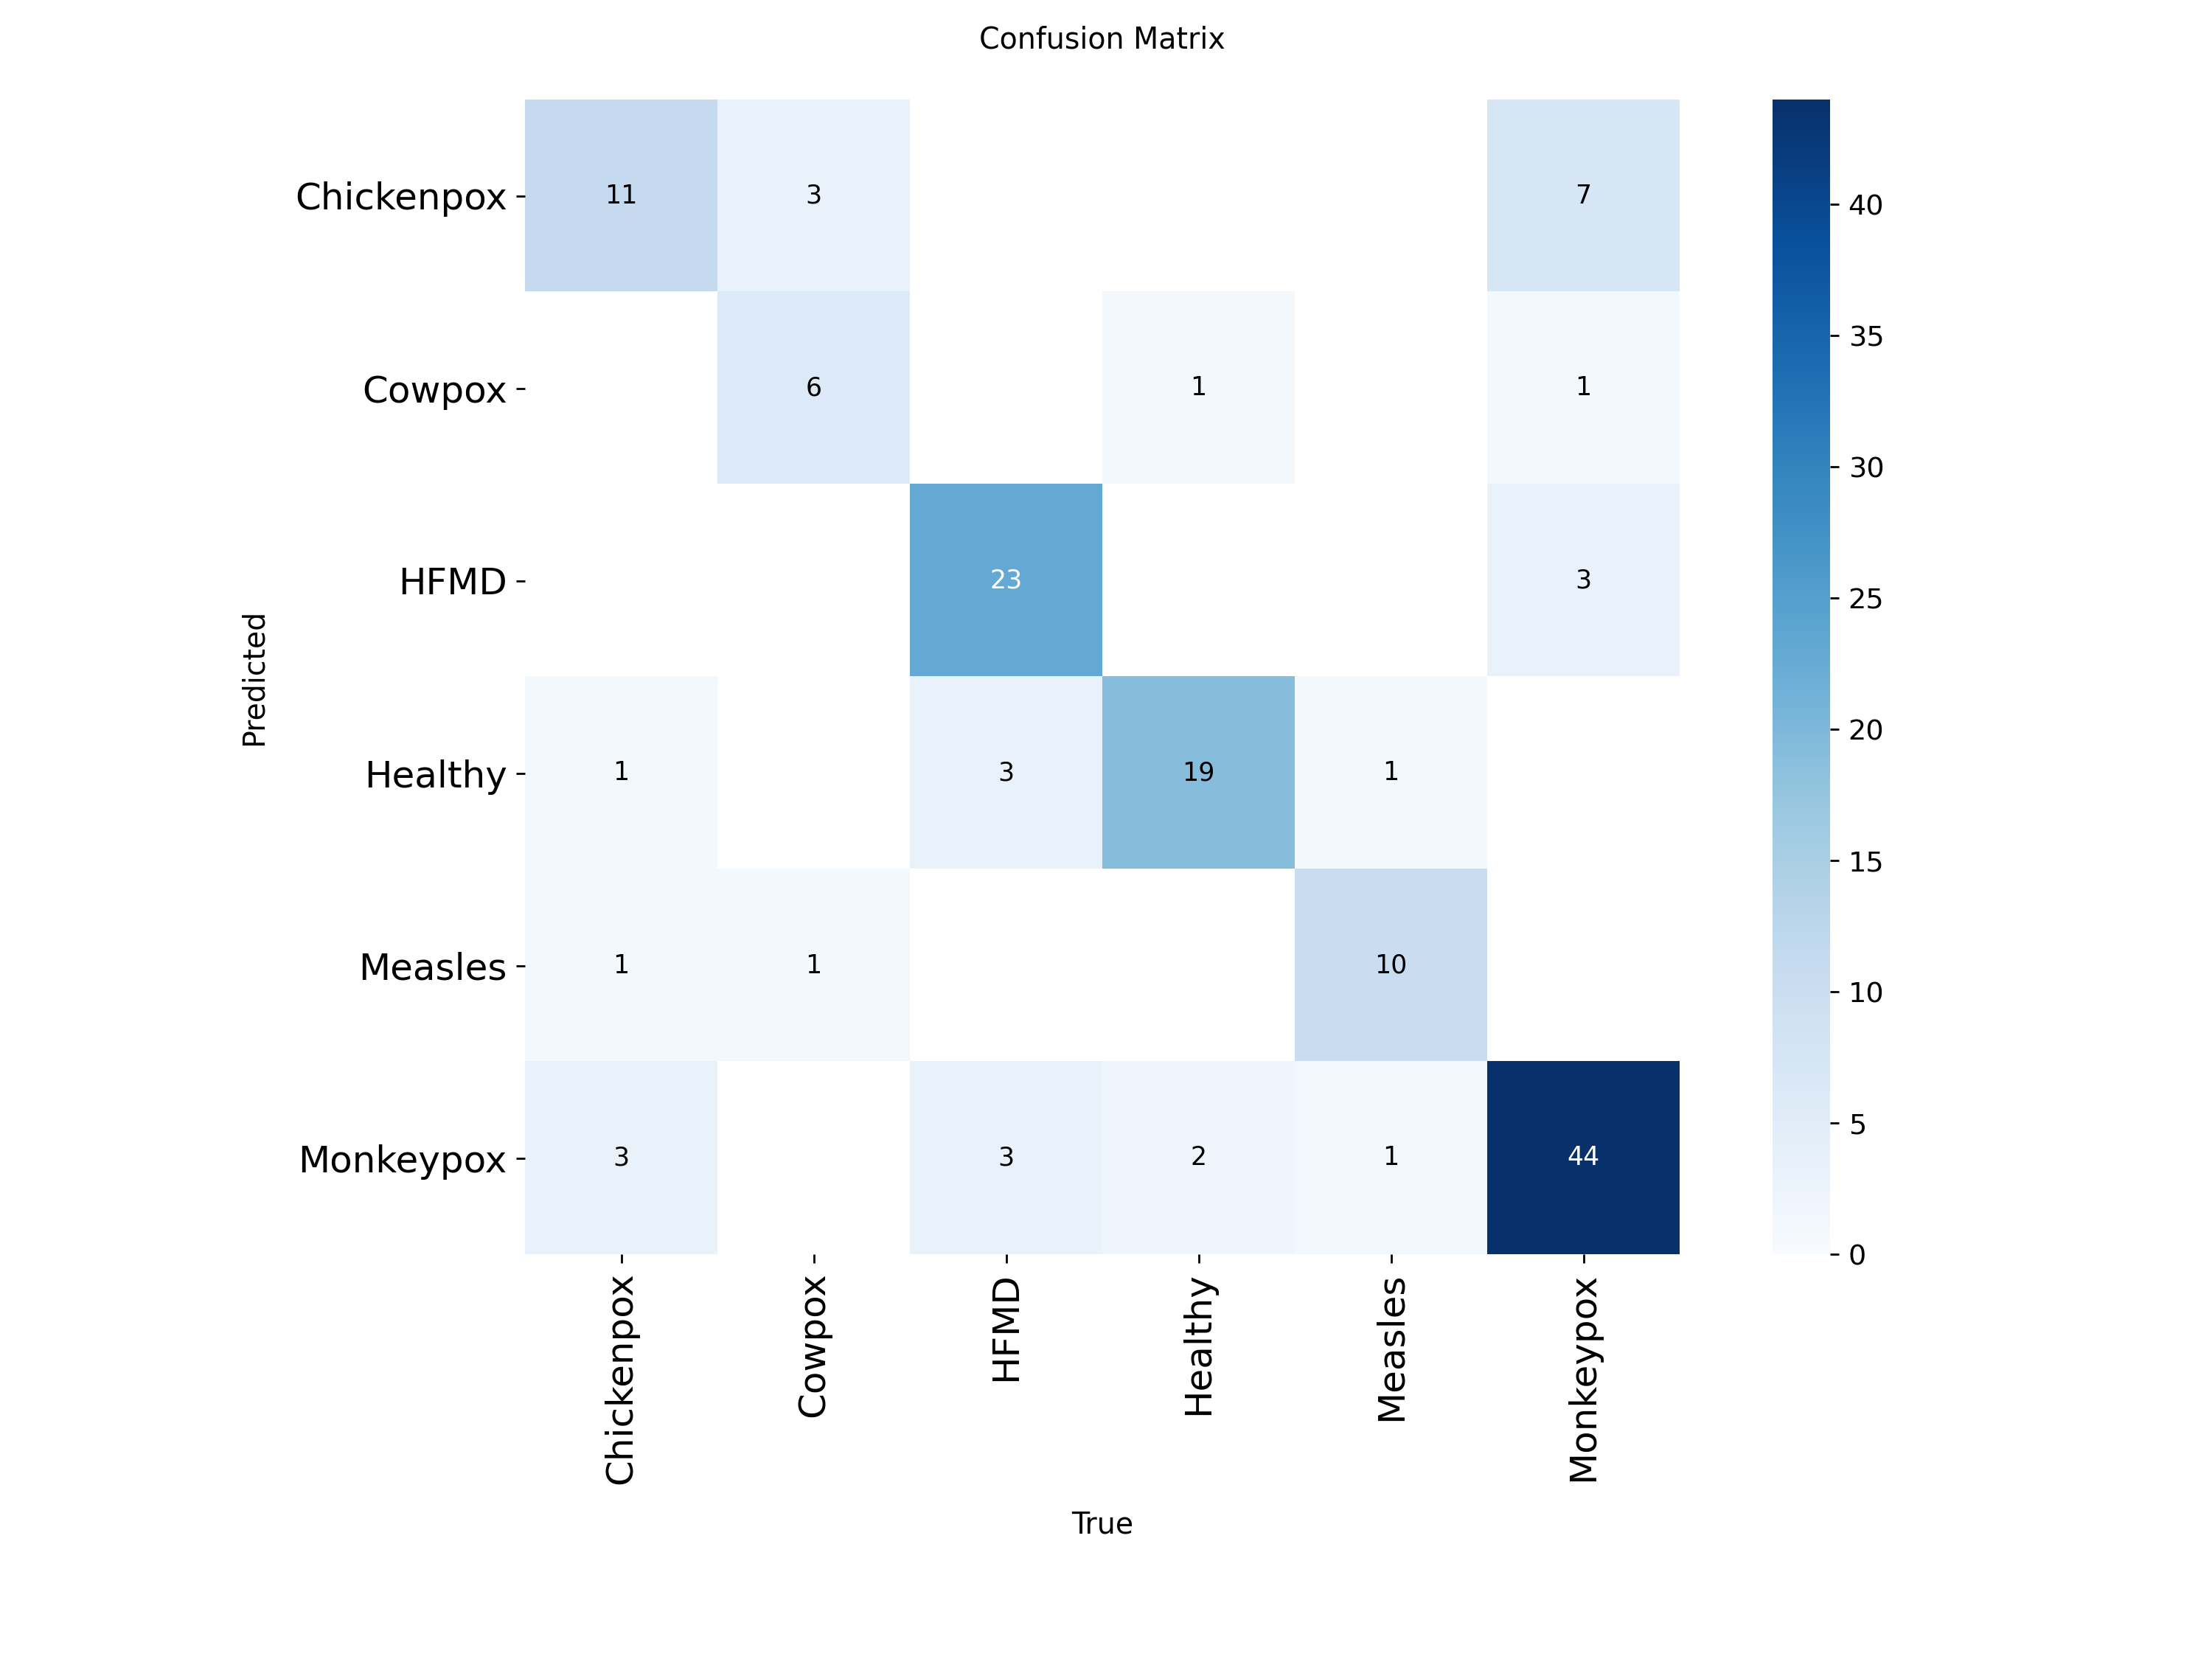 Confusion Matrix
Chickenpox 11 3 7
Cowpox 6 1 1
HFMD 23 3
Healthy 1 3 19 1
Measles 1 1 10
Monkeypox 3 3 2 1 44
Predicted
Chickenpox Cowpox HFMD Healthy Measles Monkeypox
True
40
35
30
25
20
15
10
5
0